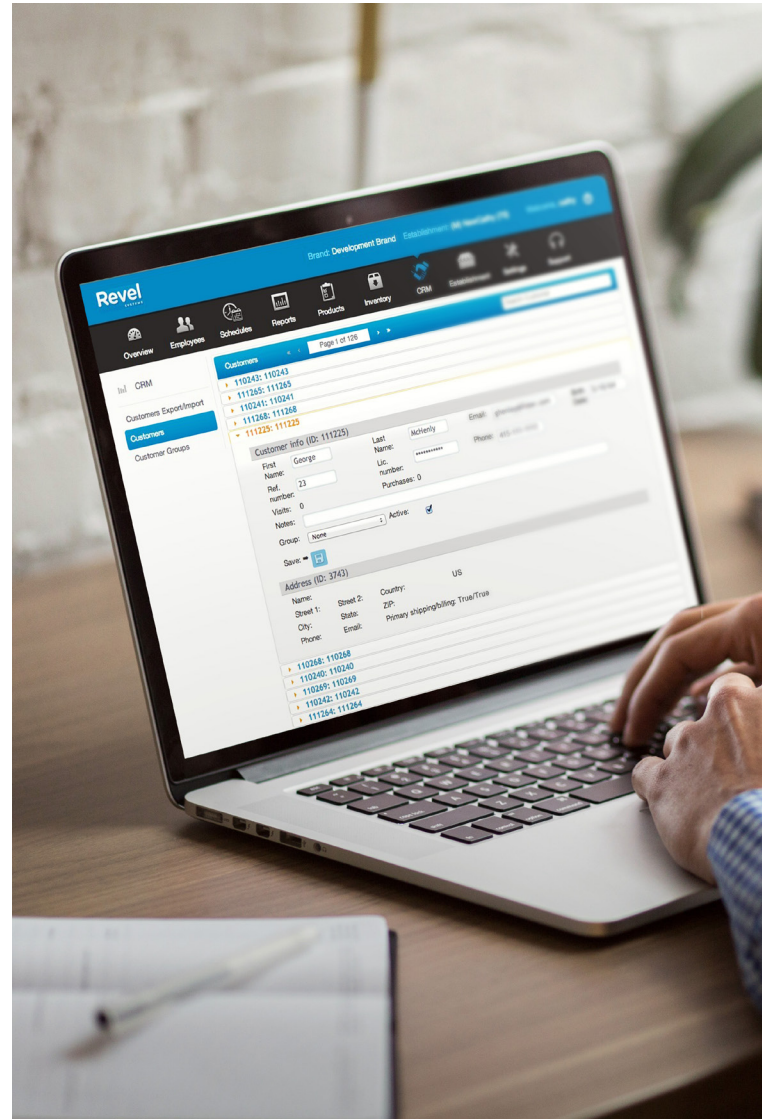 Revel
SYSTEMS
Brand: Development Brand
Overview
Employees
Schedules
Reports
Products
Inventory
CRM
Establishment
Settings
Support
CRM
Customers Export/Import
Customers
Customer Groups
Customers « ‹ Page 1 of 126 › »
110243: 110243
111265: 111265
110241: 110241
111268: 111268
111225: 111225
Customer info (ID: 111225)
First Name: George Last Name: McHenly Email:
Ref. number: 23 Lic. number: ********** Phone:
Visits: 0 Purchases: 0
Notes:
Group: None Active:
Save:
Address (ID: 3743)
Name:
Street 1: Street 2: Country: US
City: State: ZIP:
Phone: Email: Primary shipping/billing: True/True
110268: 110268
110240: 110240
110269: 110269
110242: 110242
111264: 111264